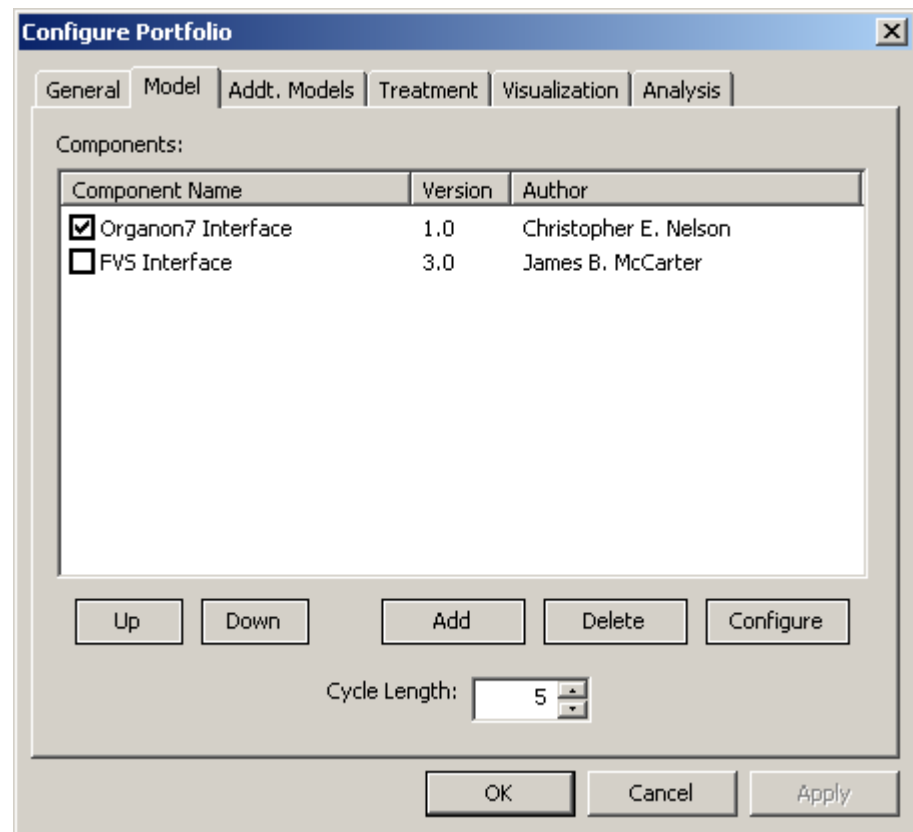 Configure Portfolio
General Model Addt. Models Treatment Visualization Analysis
Components:
Component Name Version Author
Organon7 Interface 1.0 Christopher E. Nelson
FVS Interface 3.0 James B. McCarter
Up Down Add Delete Configure
Cycle Length: 5
OK Cancel Apply